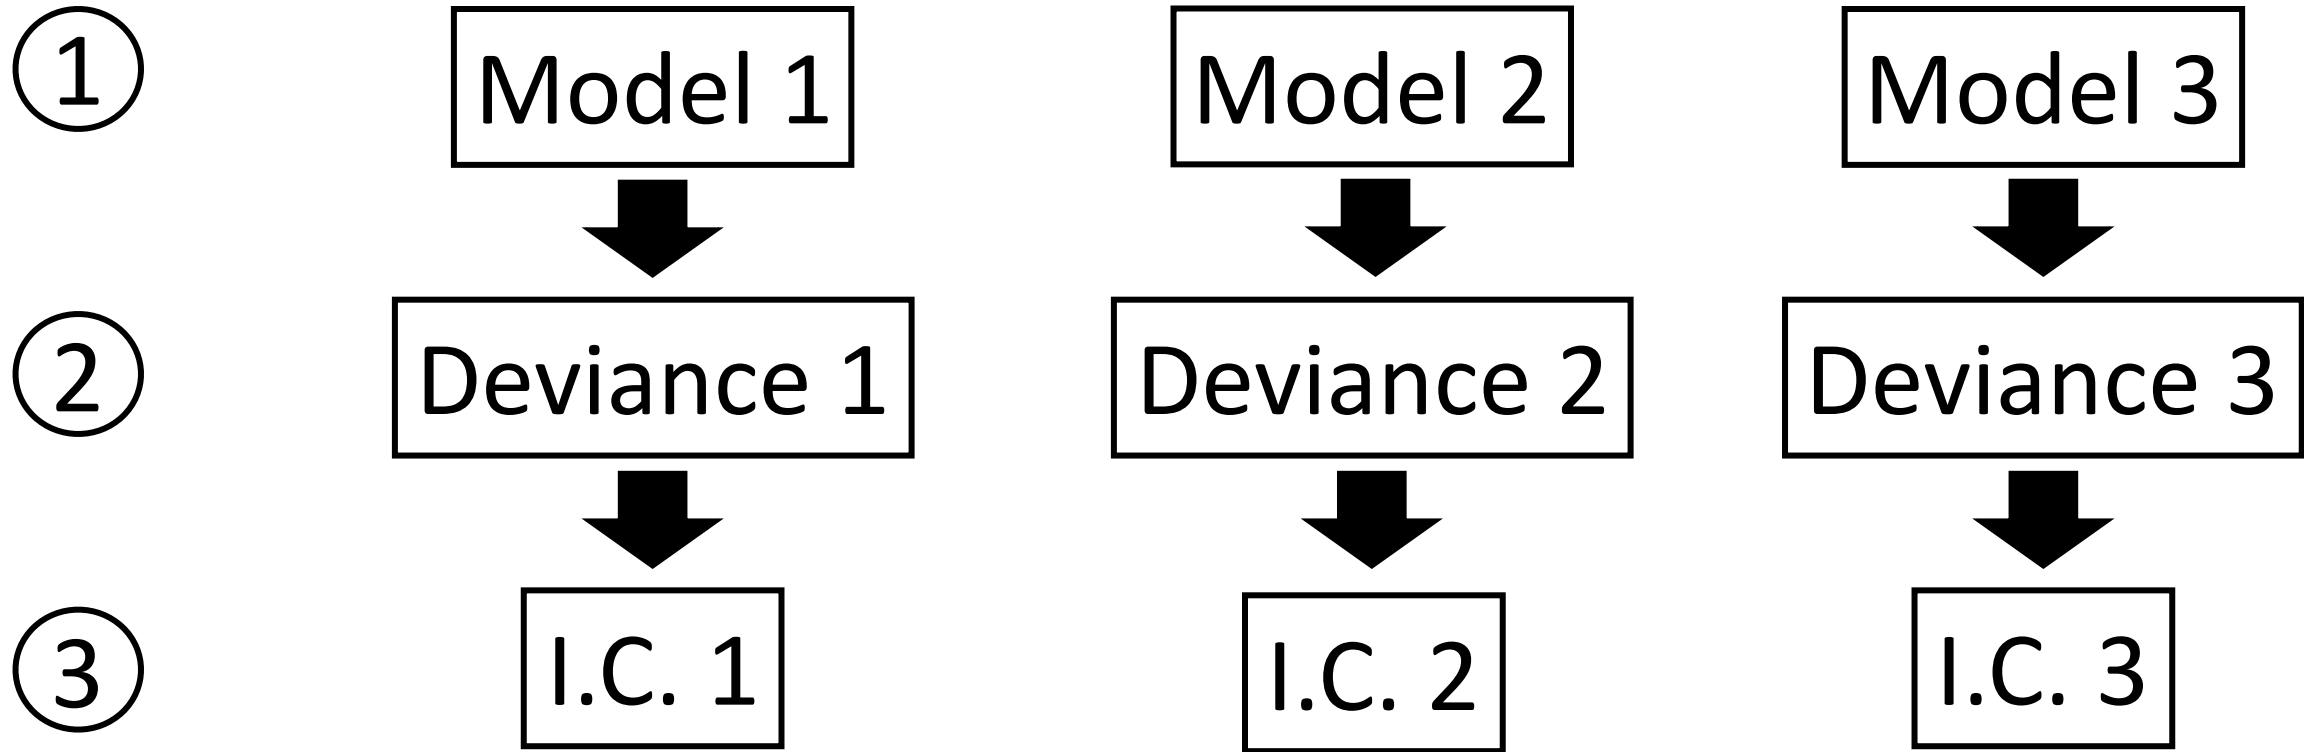 1 Model 1 Model 2 Model 3
2 Deviance 1 Deviance 2 Deviance 3
3 I.C. 1 I.C. 2 I.C. 3